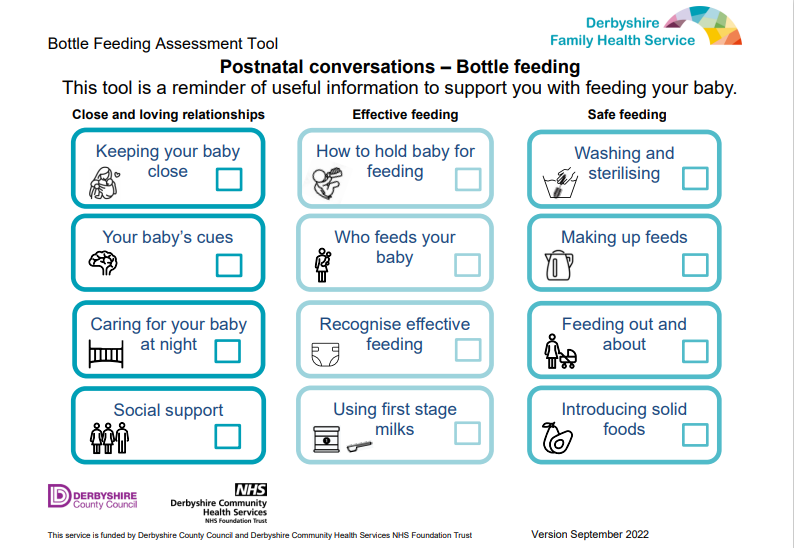 Derbyshire
Family Health Service
Bottle Feeding Assessment Tool
Postnatal conversations – Bottle feeding
This tool is a reminder of useful information to support you with feeding your baby.
Close and loving relationships
Keeping your baby
close
Your baby's cues
Caring for your baby
at night
Social support
Effective feeding
How to hold baby for
feeding
Who feeds your
baby
Recognise effective
feeding
Using first stage
milks
Safe feeding
Washing and
sterilising
Making up feeds
Feeding out and
about
Introducing solid
foods
DERBYSHIRE
County Council
NHS
Derbyshire Community
Health Services
NHS Foundation Trust
This service is funded by Derbyshire County Council and Derbyshire Community Health Services NHS Foundation Trust
Version September 2022